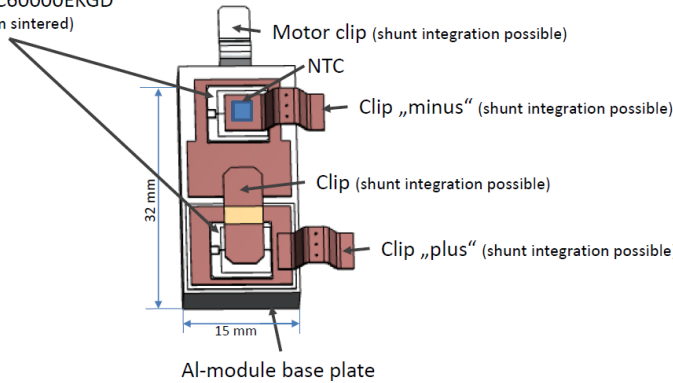 C60000EKGD
n sintered)
Motor clip (shunt integration possible)
NTC
Clip „minus“ (shunt integration possible)
Clip (shunt integration possible)
32 mm
Clip „plus“ (shunt integration possible)
15 mm
Al-module base plate